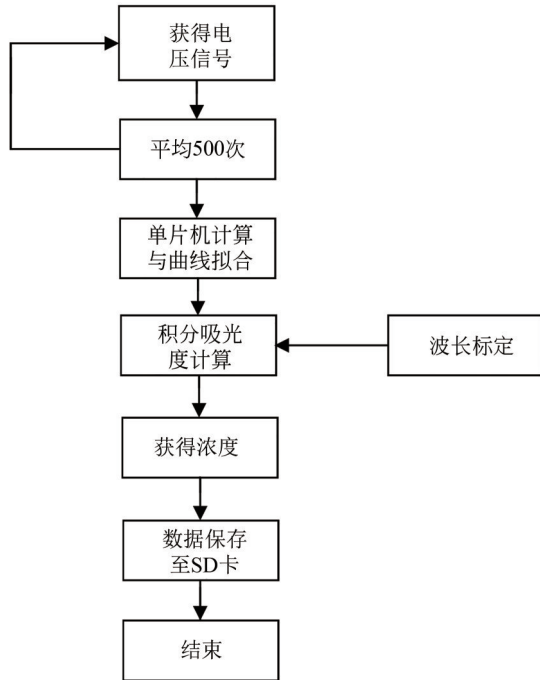 获得电
压信号
平均500次
单片机计算
与曲线拟合
积分吸光
度计算
波长标定
获得浓度
数据保存
至SD卡
结束